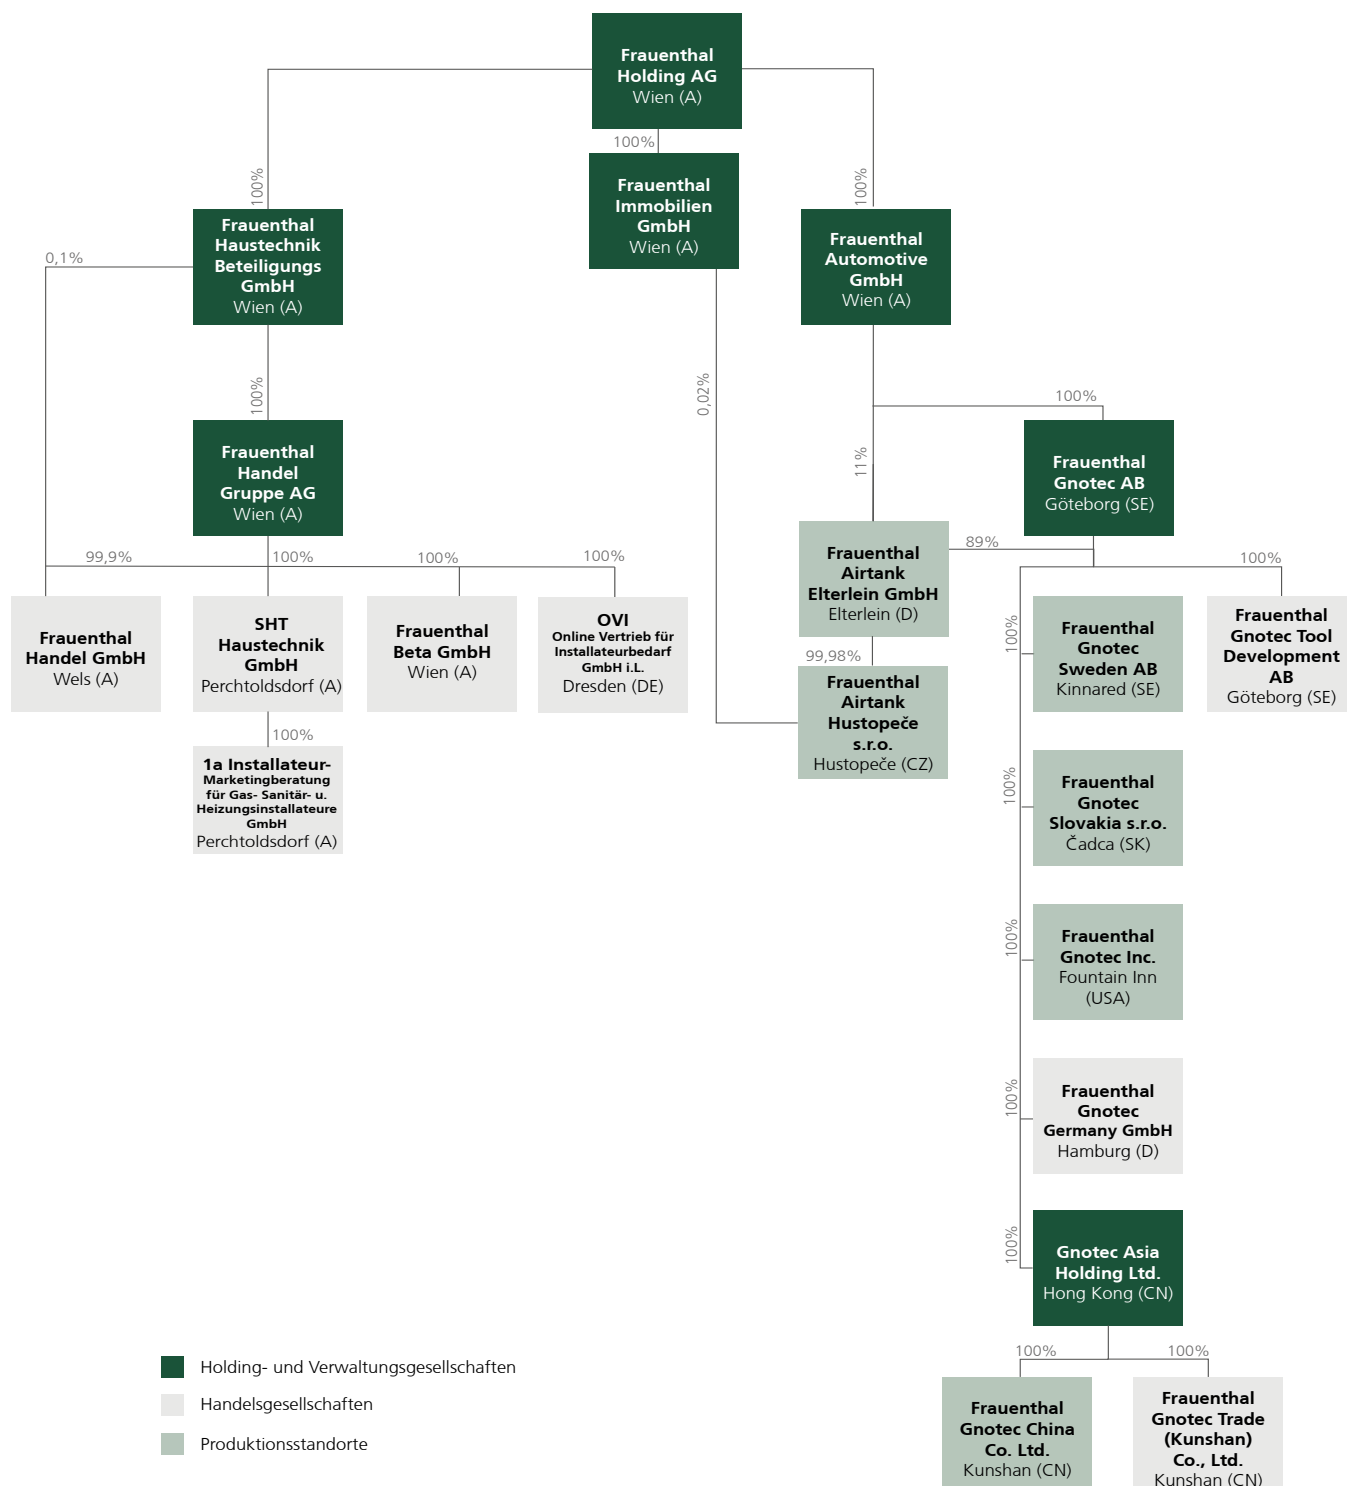 Frauenthal
Holding AG
Wien (A)
100%
100%
100%
Frauenthal
Immobilien
GmbH
Wien (A)
Frauenthal
Haustechnik
Beteiligungs
GmbH
Wien (A)
Frauenthal
Automotive
GmbH
Wien (A)
0,1%
100%
0,02%
100%
11%
Frauenthal
Handel
Gruppe AG
Wien (A)
Frauenthal
Gnotec AB
Göteborg (SE)
99,9%
100%
100%
100%
Frauenthal
Airtank
Elterlein GmbH
Elterlein (D)
89%
100%
Frauenthal
Handel GmbH
Wels (A)
SHT
Haustechnik
GmbH
Perchtoldsdorf (A)
Frauenthal
Beta GmbH
Wien (A)
OVI
Online Vertrieb für
Installateurbedarf
GmbH i.L.
Dresden (DE)
99,98%
Frauenthal
Airtank
Hustopeče
s.r.o.
Hustopeče (CZ)
100%
Frauenthal
Gnotec
Sweden AB
Kinnared (SE)
Frauenthal
Gnotec Tool
Development
AB
Göteborg (SE)
100%
1a Installateur-
Marketingberatung
für Gas- Sanitär- u.
Heizungsinstallateure
GmbH
Perchtoldsdorf (A)
100%
Frauenthal
Gnotec
Slovakia s.r.o.
Čadca (SK)
100%
Frauenthal
Gnotec Inc.
Fountain Inn
(USA)
100%
Frauenthal
Gnotec
Germany GmbH
Hamburg (D)
100%
Gnotec Asia
Holding Ltd.
Hong Kong (CN)
100%
100%
Frauenthal
Gnotec China
Co. Ltd.
Kunshan (CN)
Frauenthal
Gnotec Trade
(Kunshan)
Co., Ltd.
Kunshan (CN)
Holding- und Verwaltungsgesellschaften
Handelsgesellschaften
Produktionsstandorte